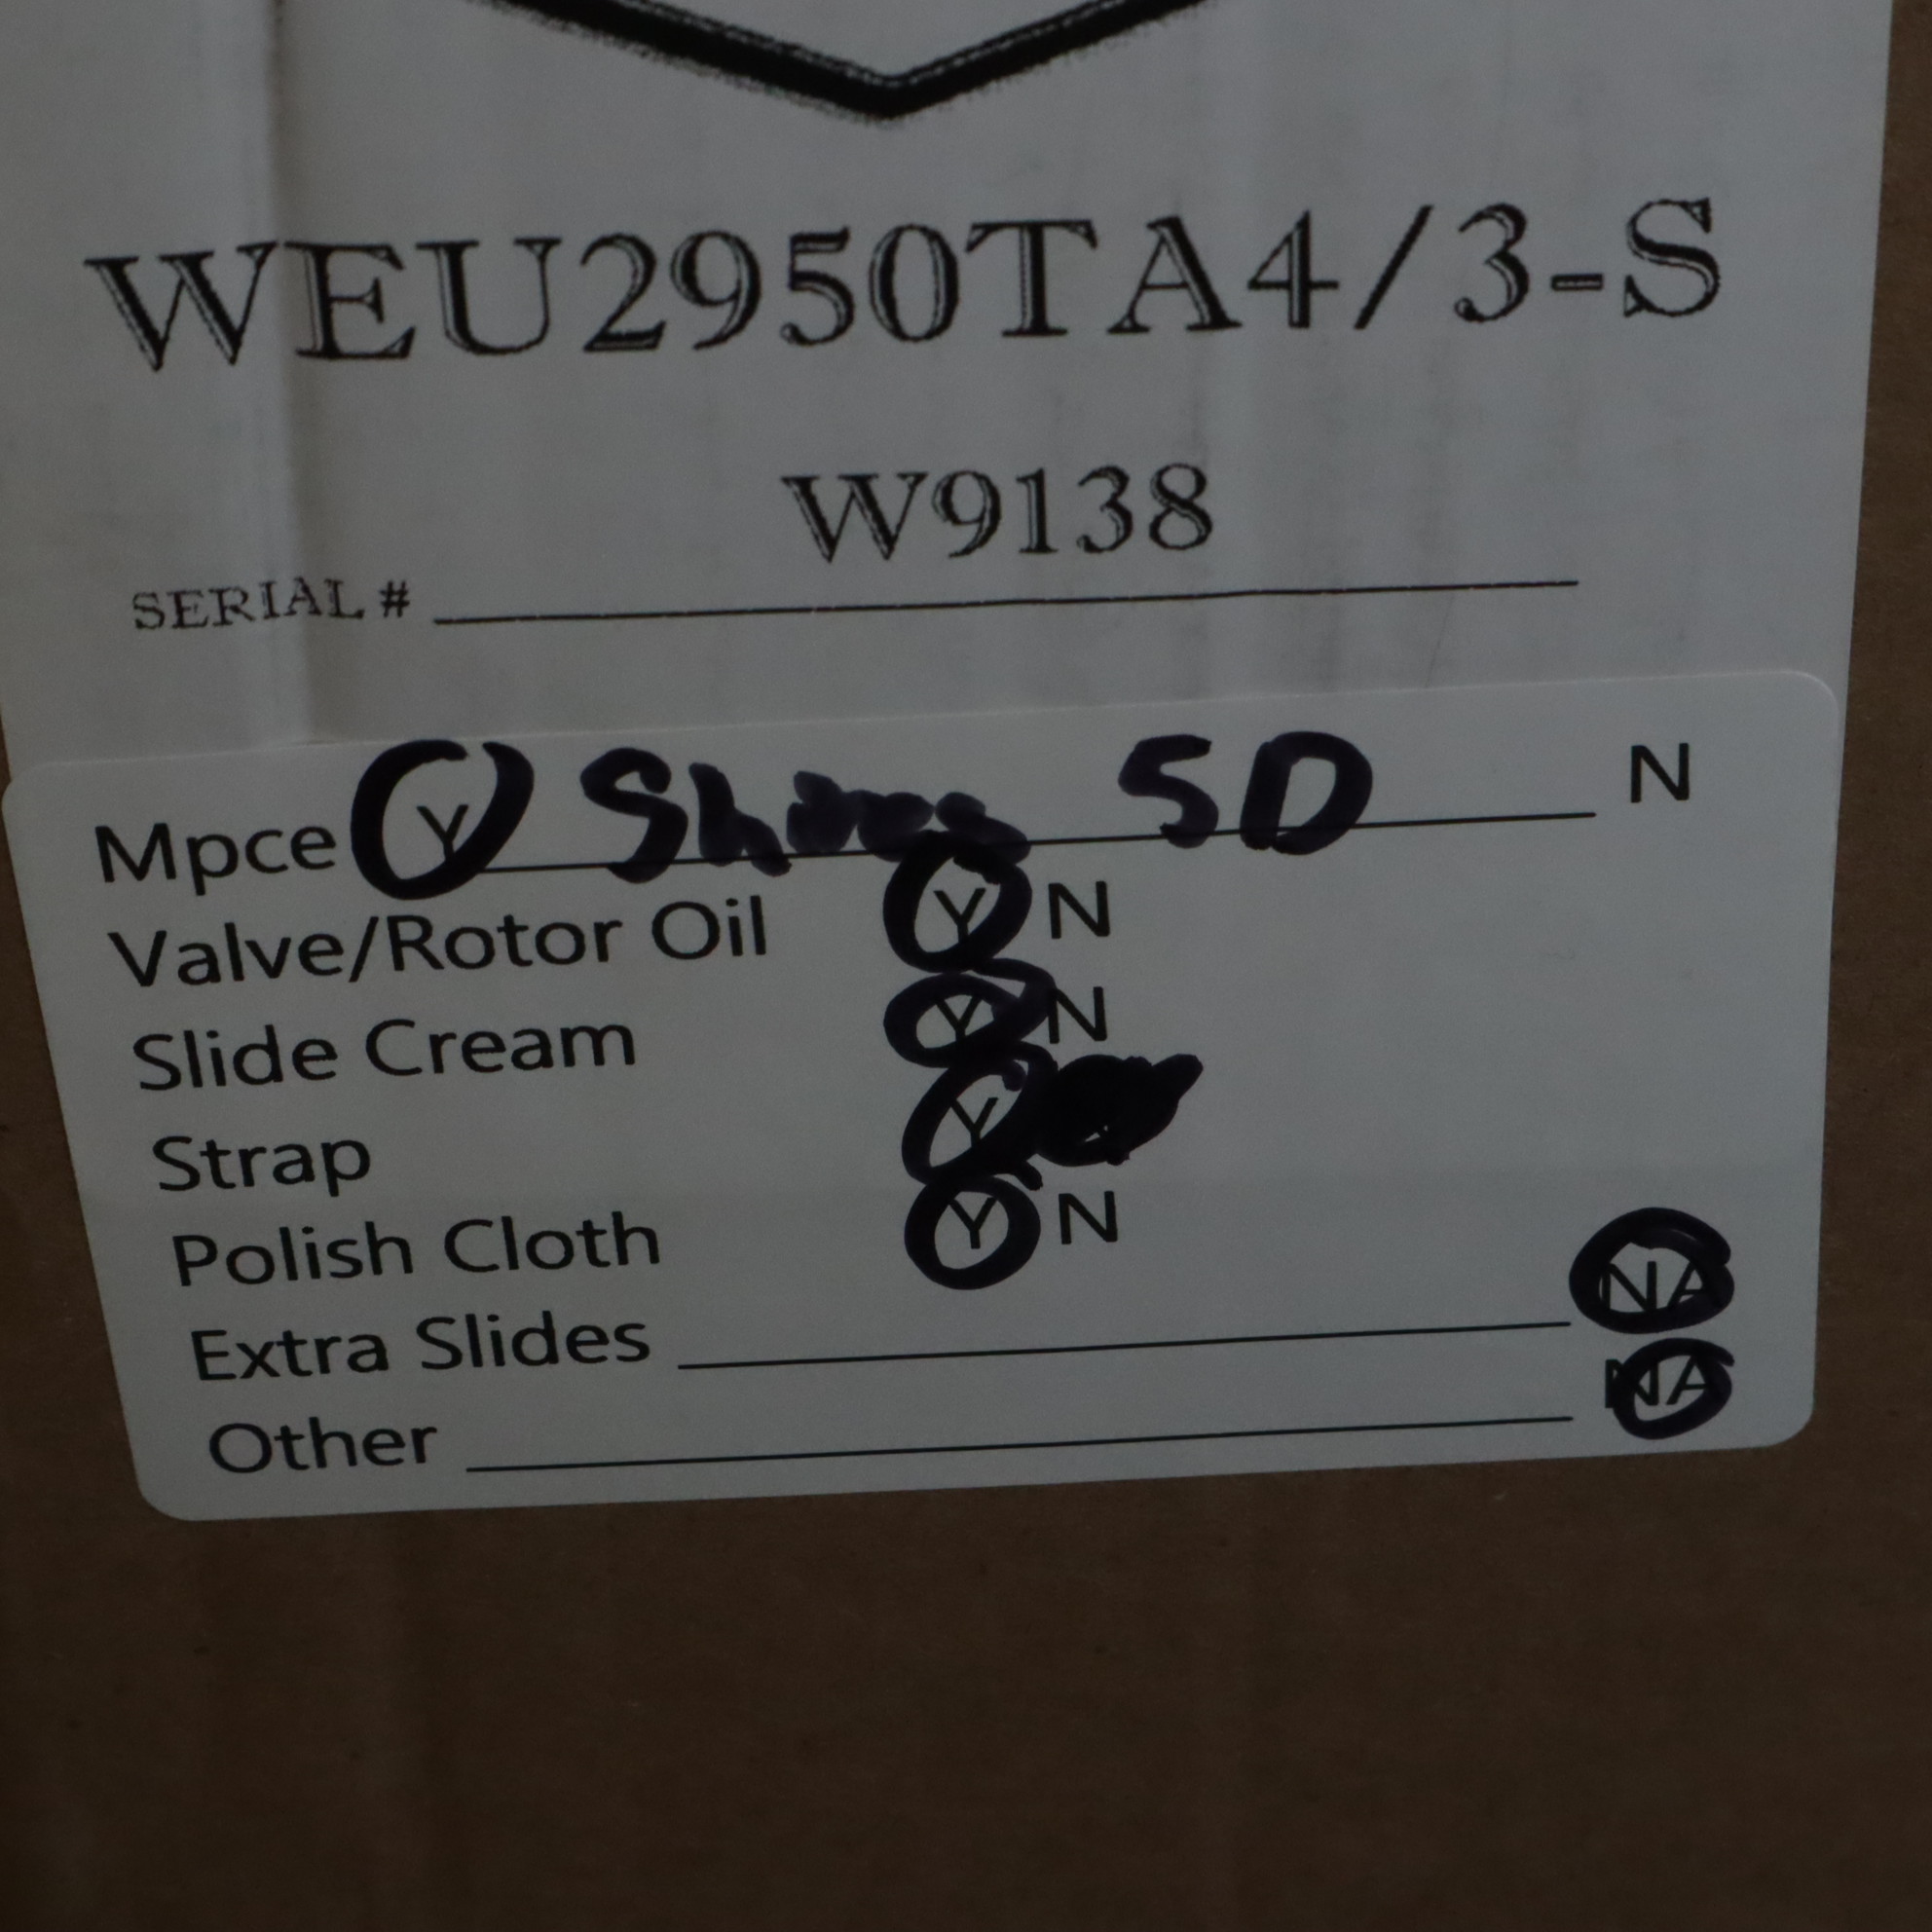 WEU2950TA4/3-S
W9138
SERIAL #
Mpce Y 5D N
Valve/Rotor Oil Y N
Slide Cream Y N
Strap Y
Polish Cloth Y N
Extra Slides NA
Other NA